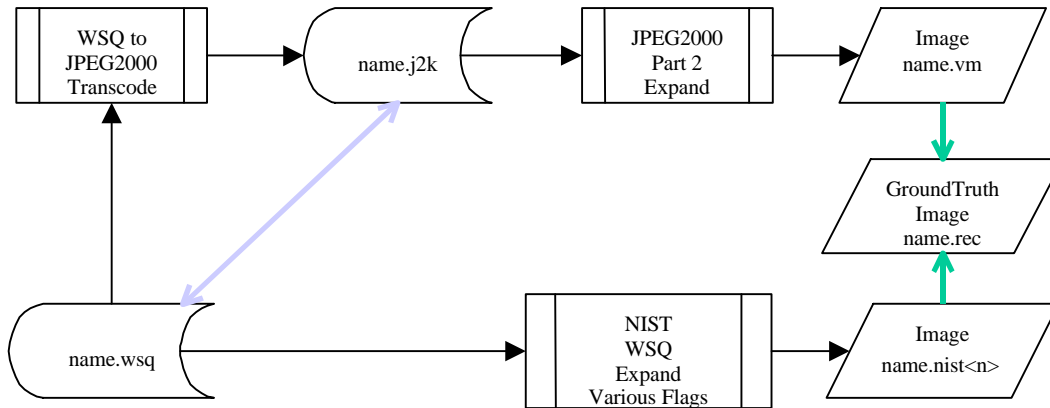 WSQ to
JPEG2000
Transcode
name.j2k
JPEG2000
Part 2
Expand
Image
name.vm
GroundTruth
Image
name.rec
name.wsq
NIST
WSQ
Expand
Various Flags
Image
name.nist<n>